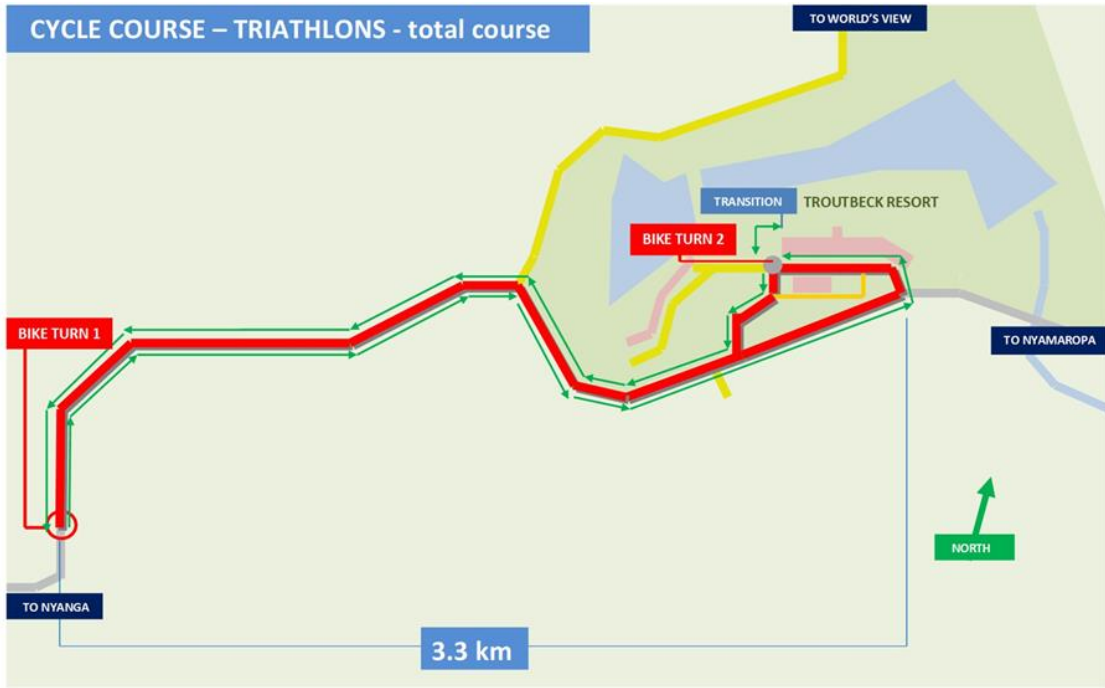 CYCLE COURSE – TRIATHLONS - total course
TO WORLD'S VIEW
TRANSITION
TROUTBECK RESORT
BIKE TURN 2
BIKE TURN 1
TO NYAMAROPA
NORTH
TO NYANGA
3.3 km